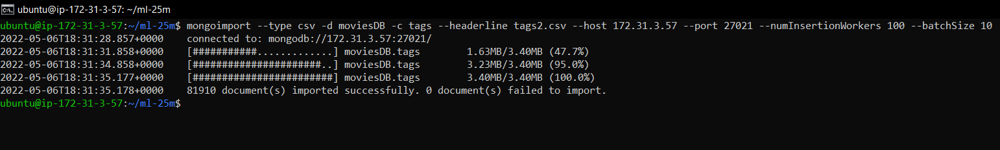 ubuntu@ip-172-31-3-57: ~/ml-25m
ubuntu@ip-172-31-3-57:~/ml-25m$ mongoimport --type csv -d moviesDB -c tags --headerline tags2.csv --host 172.31.3.57 --port 27021 --numInsertionWorkers 100 --batchSize 10
2022-05-06T18:31:28.857+0000    connected to: mongodb://172.31.3.57:27021/
2022-05-06T18:31:31.858+0000    [###########.............] moviesDB.tags        1.63MB/3.40MB (47.7%)
2022-05-06T18:31:34.858+0000    [######################..] moviesDB.tags        3.23MB/3.40MB (95.0%)
2022-05-06T18:31:35.177+0000    [########################] moviesDB.tags        3.40MB/3.40MB (100.0%)
2022-05-06T18:31:35.178+0000    81910 document(s) imported successfully. 0 document(s) failed to import.
ubuntu@ip-172-31-3-57:~/ml-25m$